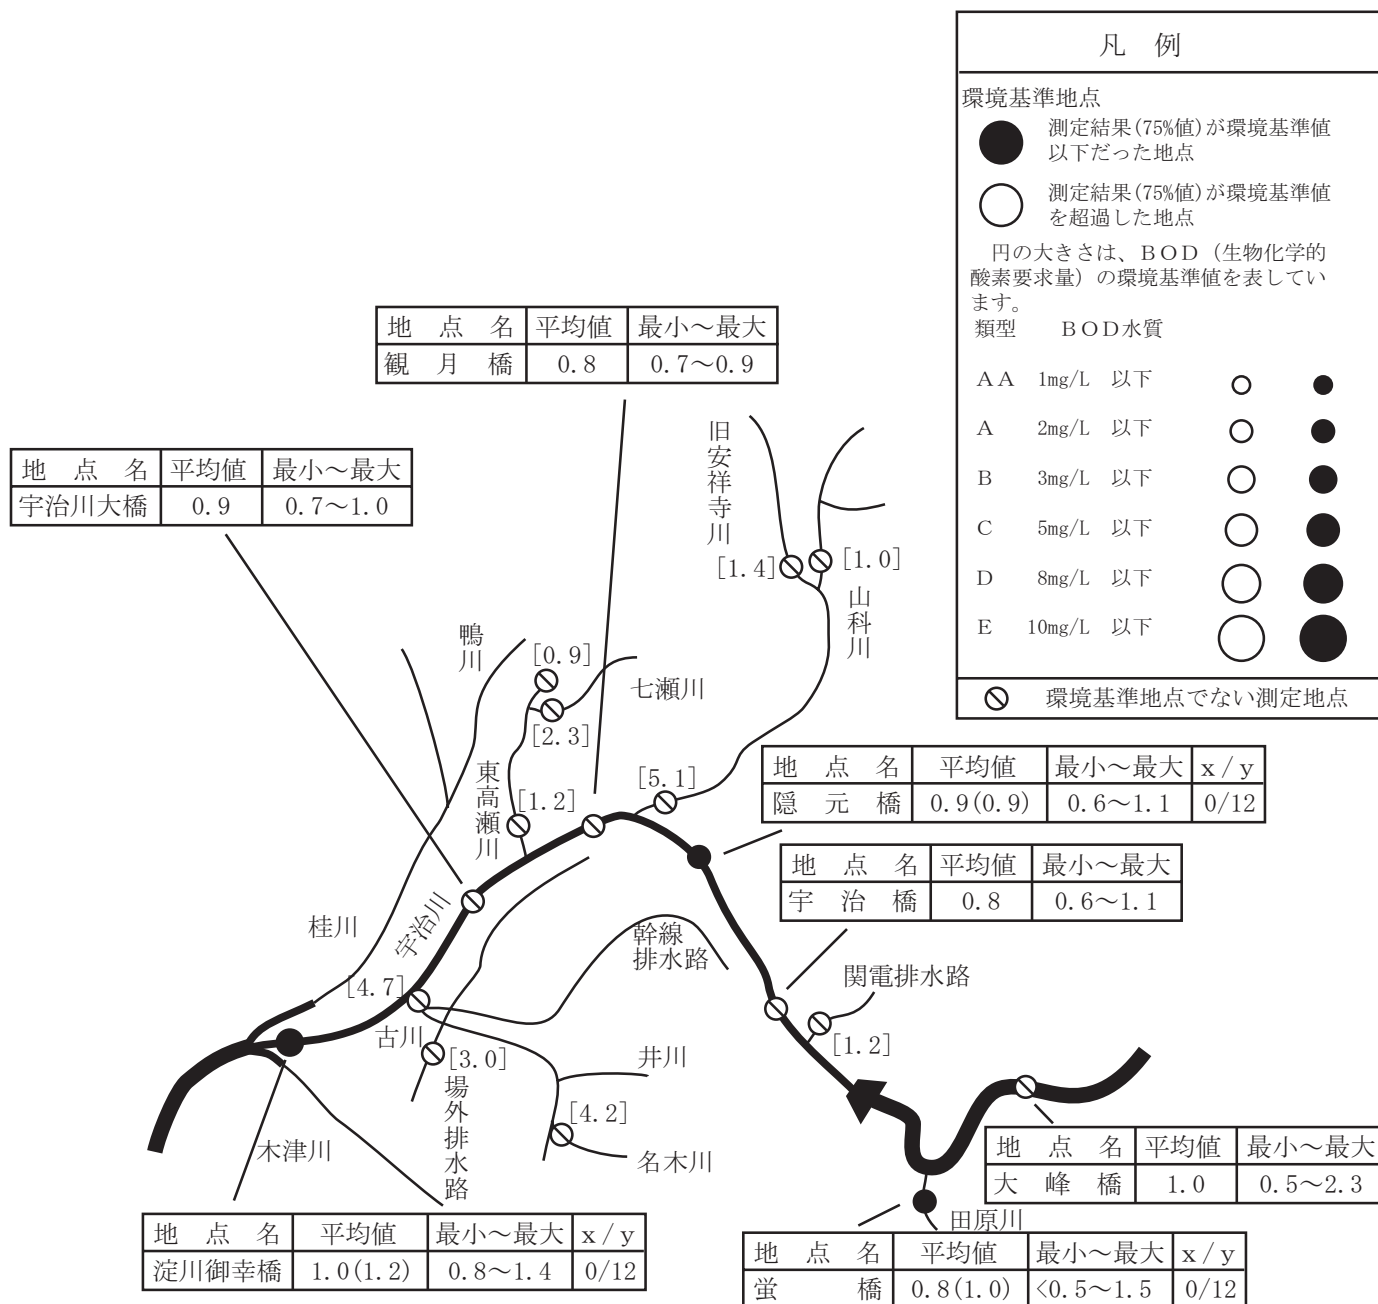 凡 例
環境基準地点
測定結果(75%値)が環境基準値
以下だった地点
測定結果(75%値)が環境基準値
を超過した地点
円の大きさは、BOD（生物化学的
酸素要求量）の環境基準値を表してい
ます。
類型 BOD水質
AA 1mg/L 以下
A 2mg/L 以下
B 3mg/L 以下
C 5mg/L 以下
D 8mg/L 以下
E 10mg/L 以下
環境基準地点でない測定地点
地点名 平均値 最小～最大
観月橋 0.8 0.7～0.9
地点名 平均値 最小～最大
宇治川大橋 0.9 0.7～1.0
旧安祥寺川
[1.4]
[1.0]
山科川
鴨川
[0.9]
七瀬川
[2.3]
東高瀬川
[1.2]
[5.1]
地点名 平均値 最小～最大 x/y
隠元橋 0.9(0.9) 0.6～1.1 0/12
地点名 平均値 最小～最大
宇治橋 0.8 0.6～1.1
桂川
宇治川
幹線
排水路
関電排水路
[4.7]
古川
[3.0]
[1.2]
井川
場外排水路
[4.2]
名木川
木津川
地点名 平均値 最小～最大
大峰橋 1.0 0.5～2.3
田原川
地点名 平均値 最小～最大 x/y
淀川御幸橋 1.0(1.2) 0.8～1.4 0/12
地点名 平均値 最小～最大 x/y
蛍橋 0.8(1.0) <0.5～1.5 0/12